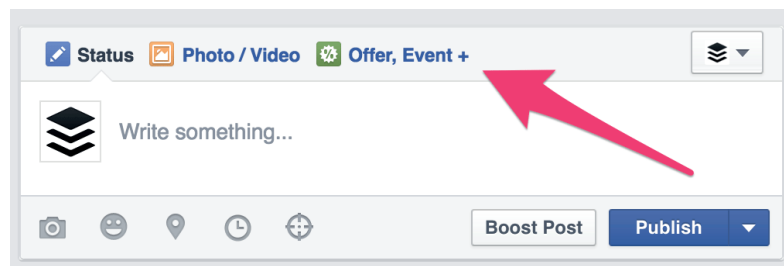 Status Photo / Video Offer, Event +
Write something...
Boost Post Publish